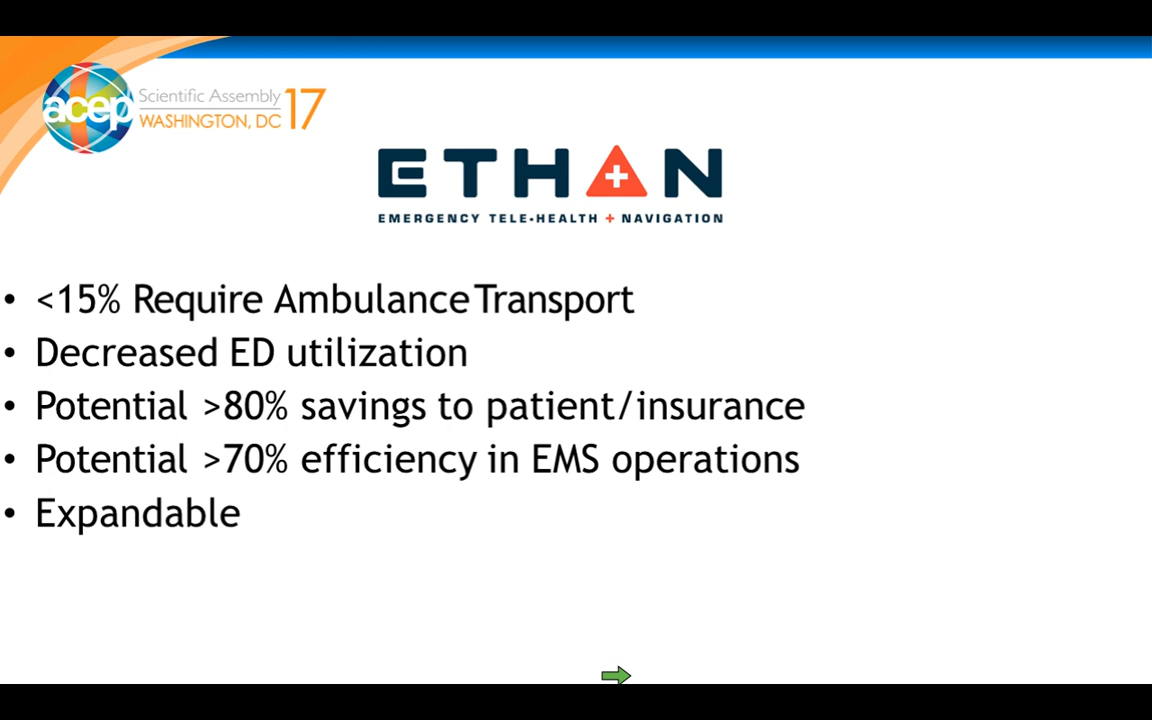 acep Scientific Assembly 17
WASHINGTON, DC
ETHAN
EMERGENCY TELE-HEALTH + NAVIGATION
• <15% Require Ambulance Transport
• Decreased ED utilization
• Potential >80% savings to patient/insurance
• Potential >70% efficiency in EMS operations
• Expandable